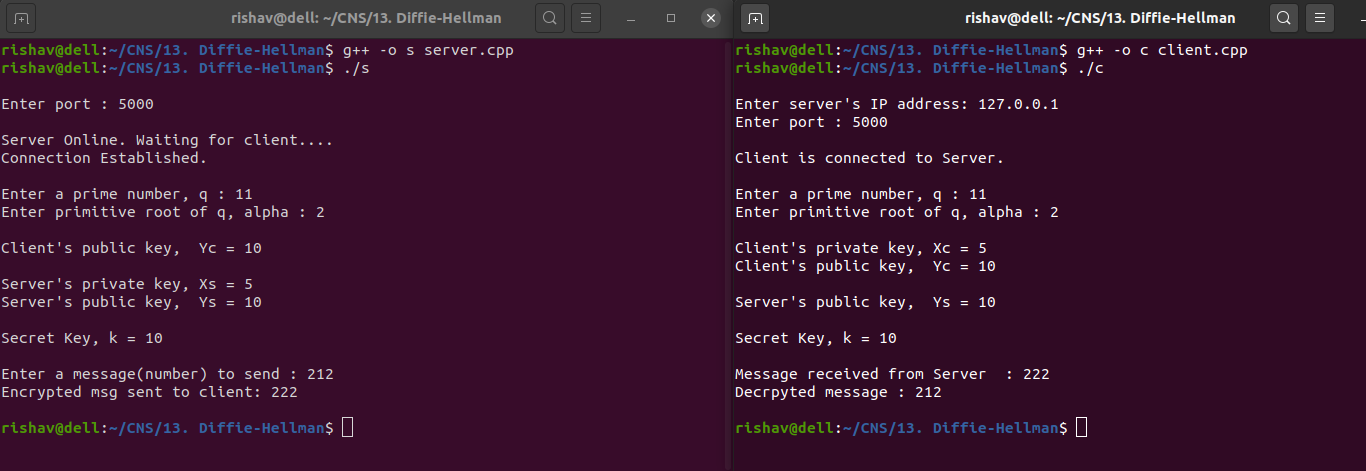 rishav@dell: ~/CNS/13. Diffie-Hellman
rishav@dell:~/CNS/13. Diffie-Hellman$ g++ -o s server.cpp
rishav@dell:~/CNS/13. Diffie-Hellman$ ./s
Enter port : 5000
Server Online. Waiting for client....
Connection Established.
Enter a prime number, q : 11
Enter primitive root of q, alpha : 2
Client's public key,  Yc = 10
Server's private key, Xs = 5
Server's public key,  Ys = 10
Secret Key, k = 10
Enter a message(number) to send : 212
Encrypted msg sent to client: 222
rishav@dell:~/CNS/13. Diffie-Hellman$
rishav@dell: ~/CNS/13. Diffie-Hellman
rishav@dell:~/CNS/13. Diffie-Hellman$ g++ -o c client.cpp
rishav@dell:~/CNS/13. Diffie-Hellman$ ./c
Enter server's IP address: 127.0.0.1
Enter port : 5000
Client is connected to Server.
Enter a prime number, q : 11
Enter primitive root of q, alpha : 2
Client's private key, Xc = 5
Client's public key,  Yc = 10
Server's public key,  Ys = 10
Secret Key, k = 10
Message received from Server  : 222
Decrpyted message : 212
rishav@dell:~/CNS/13. Diffie-Hellman$